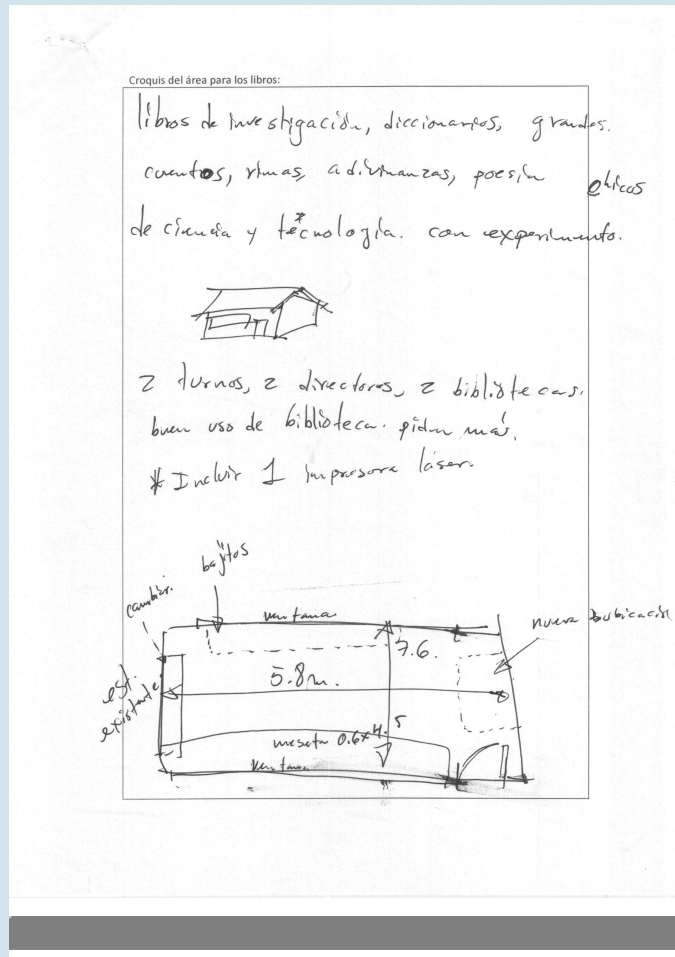 Croquis del área para los libros:
libros de investigación, diccionarios, grandes.
cuentos, rimas, adivinanzas, poesía chicos
de ciencia y tecnología. con experimento.
2 turnos, 2 directores, 2 bibliotecas.
buen uso de biblioteca. piden más.
* Incluir 1 impresora láser.
bajitos
cambiar.
ventana
nueva ubicación
7.6.
est.
existente
5.8m.
meseta 0.6x4.5
Ventana